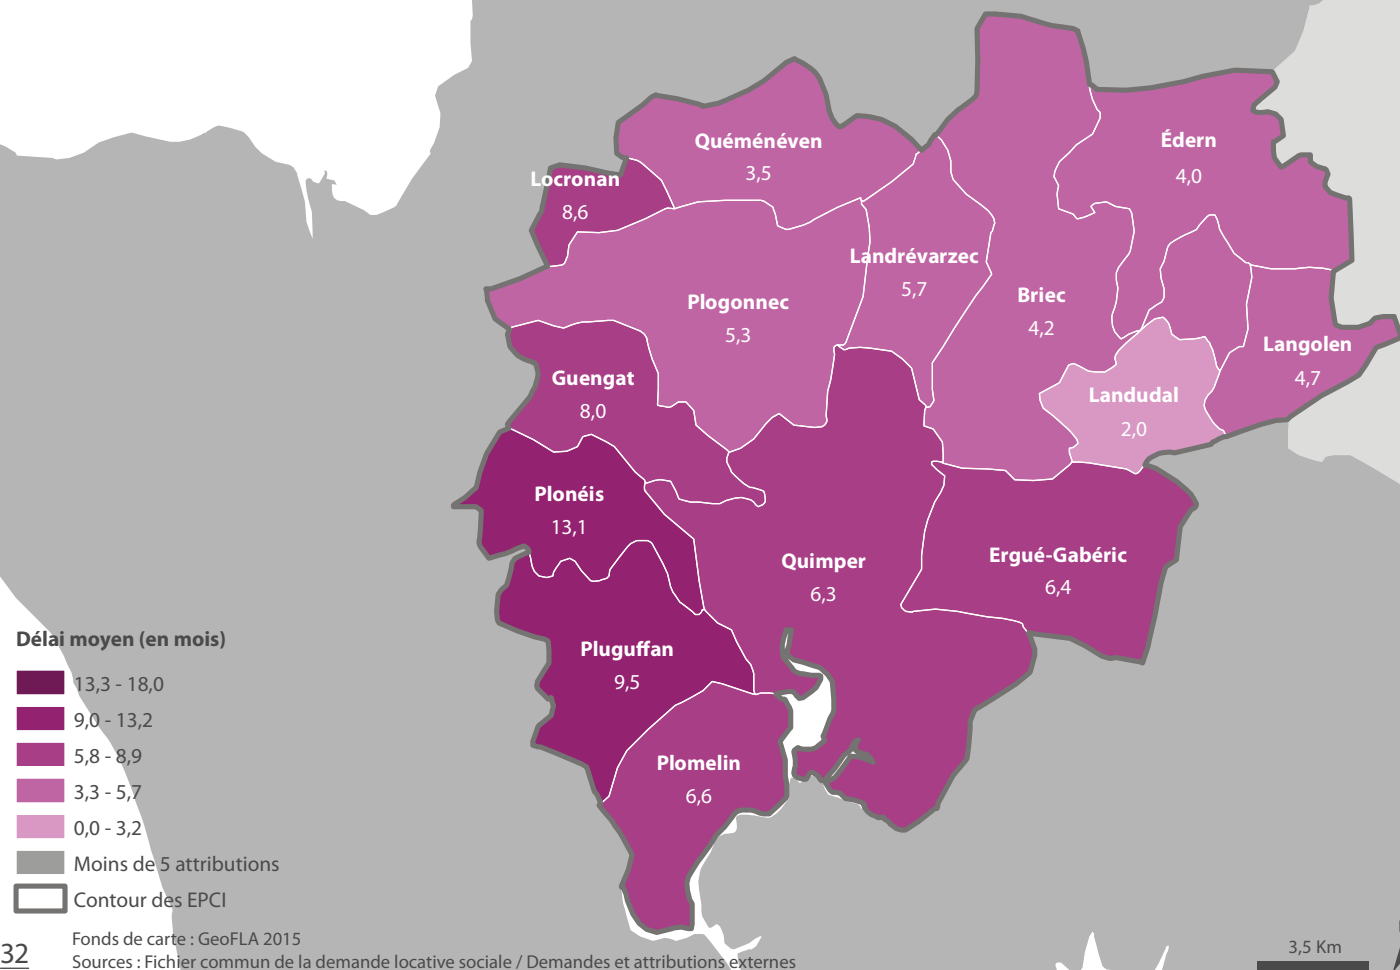 Quéménéven
3,5
Édern
4,0
Locronan
8,6
Landrévarzec
5,7
Plogonnec
5,3
Briec
4,2
Langolen
4,7
Guengat
8,0
Landudal
2,0
Plonéis
13,1
Quimper
6,3
Ergué-Gabéric
6,4
Pluguffan
9,5
Plomelin
6,6
Délai moyen (en mois)
13,3 - 18,0
9,0 - 13,2
5,8 - 8,9
3,3 - 5,7
0,0 - 3,2
Moins de 5 attributions
Contour des EPCI
Fonds de carte : GeoFLA 2015
32
Sources : Fichier commun de la demande locative sociale / Demandes et attributions externes
3,5 Km